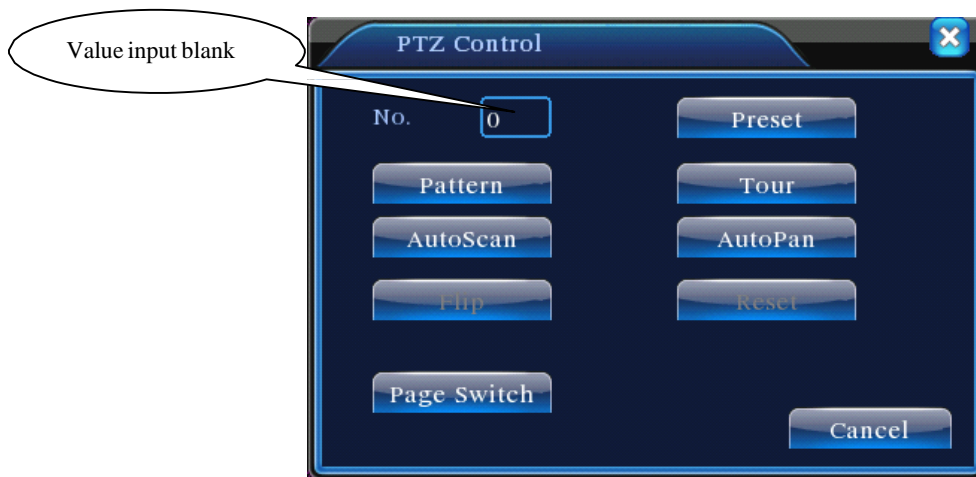 Value input blank
PTZ Control
No. 0 Preset
Pattern Tour
AutoScan AutoPan
Flip Reset
Page Switch
Cancel